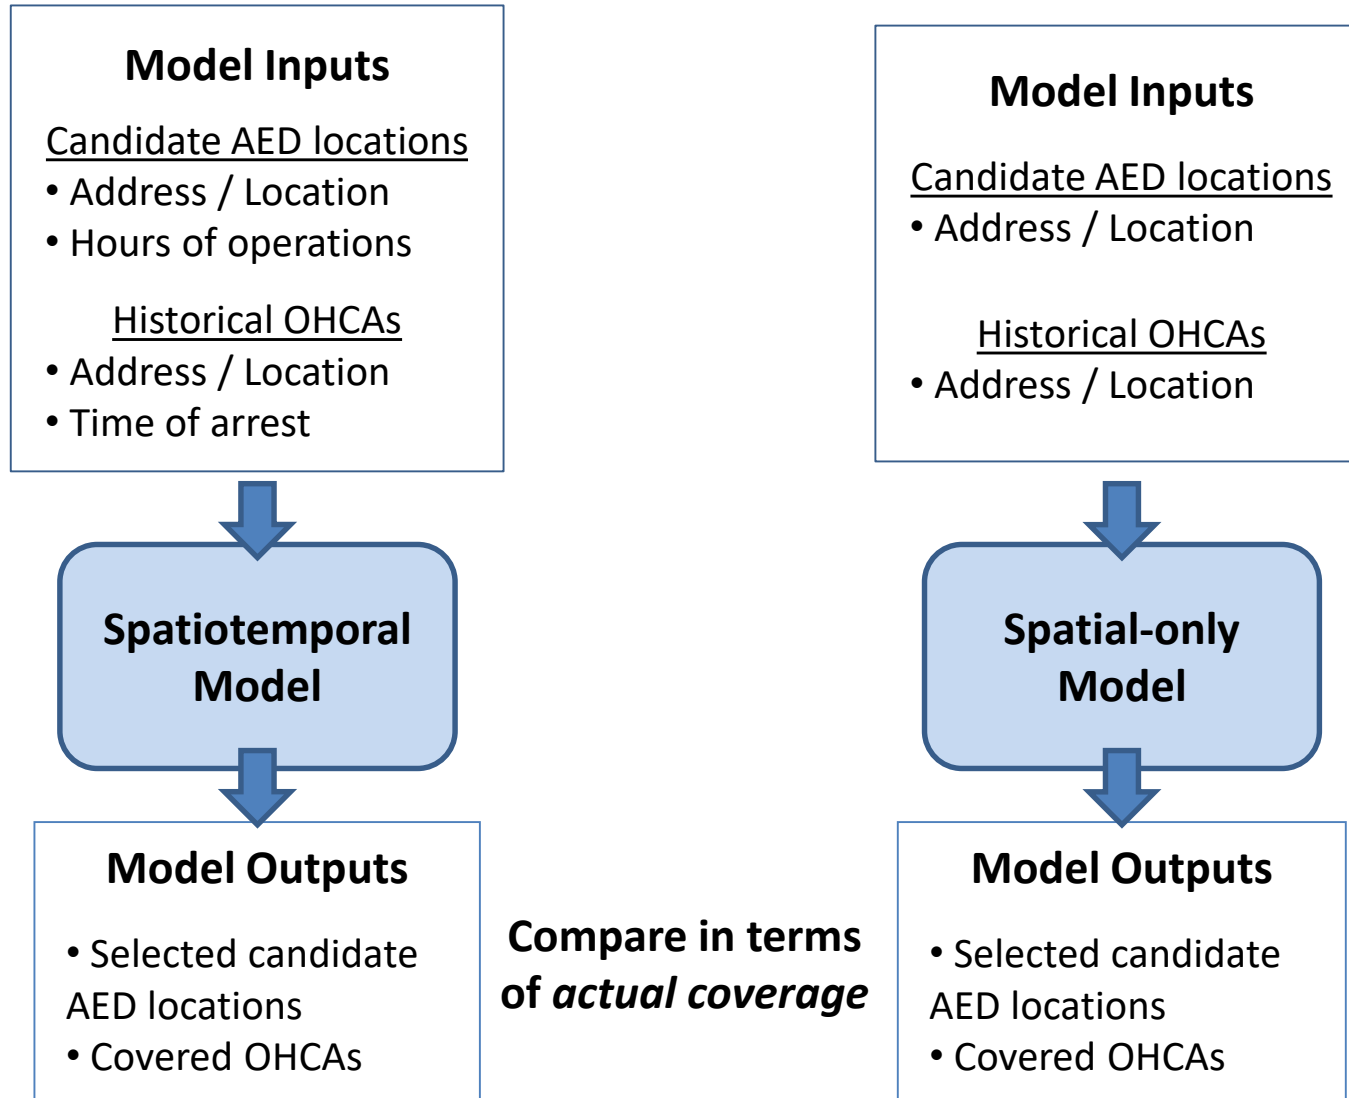 Model Inputs
Candidate AED locations
• Address / Location
• Hours of operations
Historical OHCAs
• Address / Location
• Time of arrest
Spatiotemporal
Model
Model Outputs
• Selected candidate
AED locations
• Covered OHCAs
Compare in terms
of actual coverage
Model Inputs
Candidate AED locations
• Address / Location
Historical OHCAs
• Address / Location
Spatial-only
Model
Model Outputs
• Selected candidate
AED locations
• Covered OHCAs